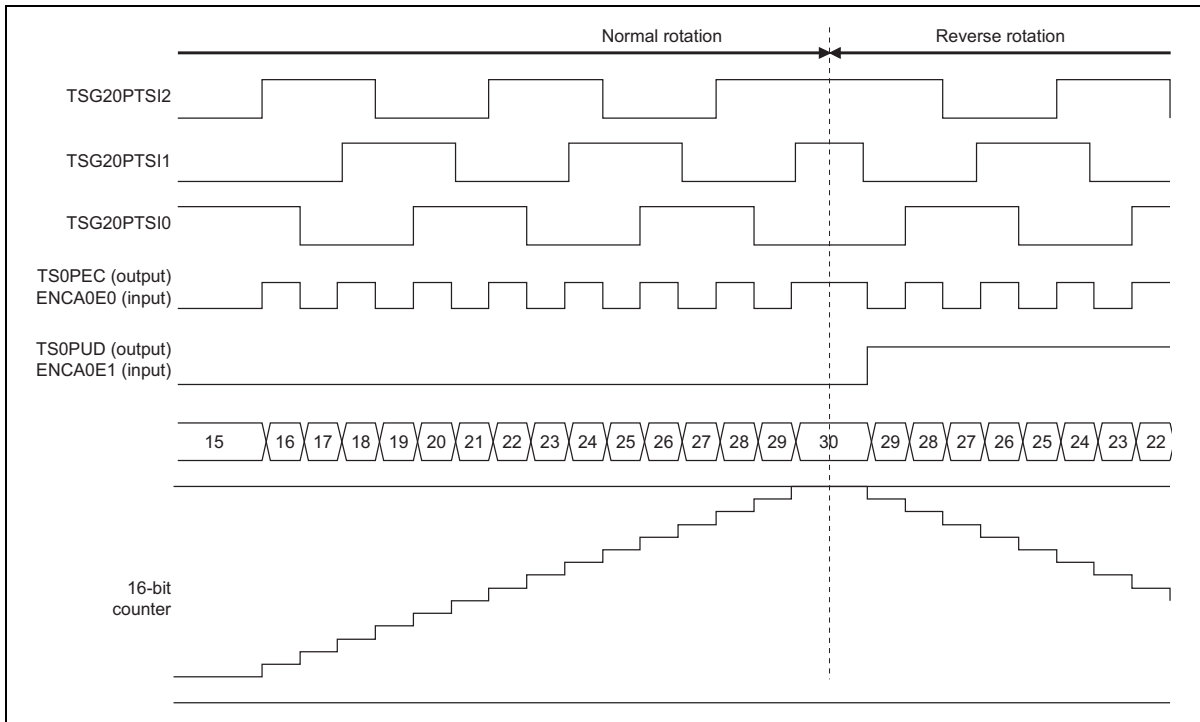 Normal rotation
Reverse rotation
TSG20PTSI2
TSG20PTSI1
TSG20PTSI0
TS0PEC (output)
ENCA0E0 (input)
TS0PUD (output)
ENCA0E1 (input)
15 16 17 18 19 20 21 22 23 24 25 26 27 28 29 30 29 28 27 26 25 24 23 22
16-bit
counter